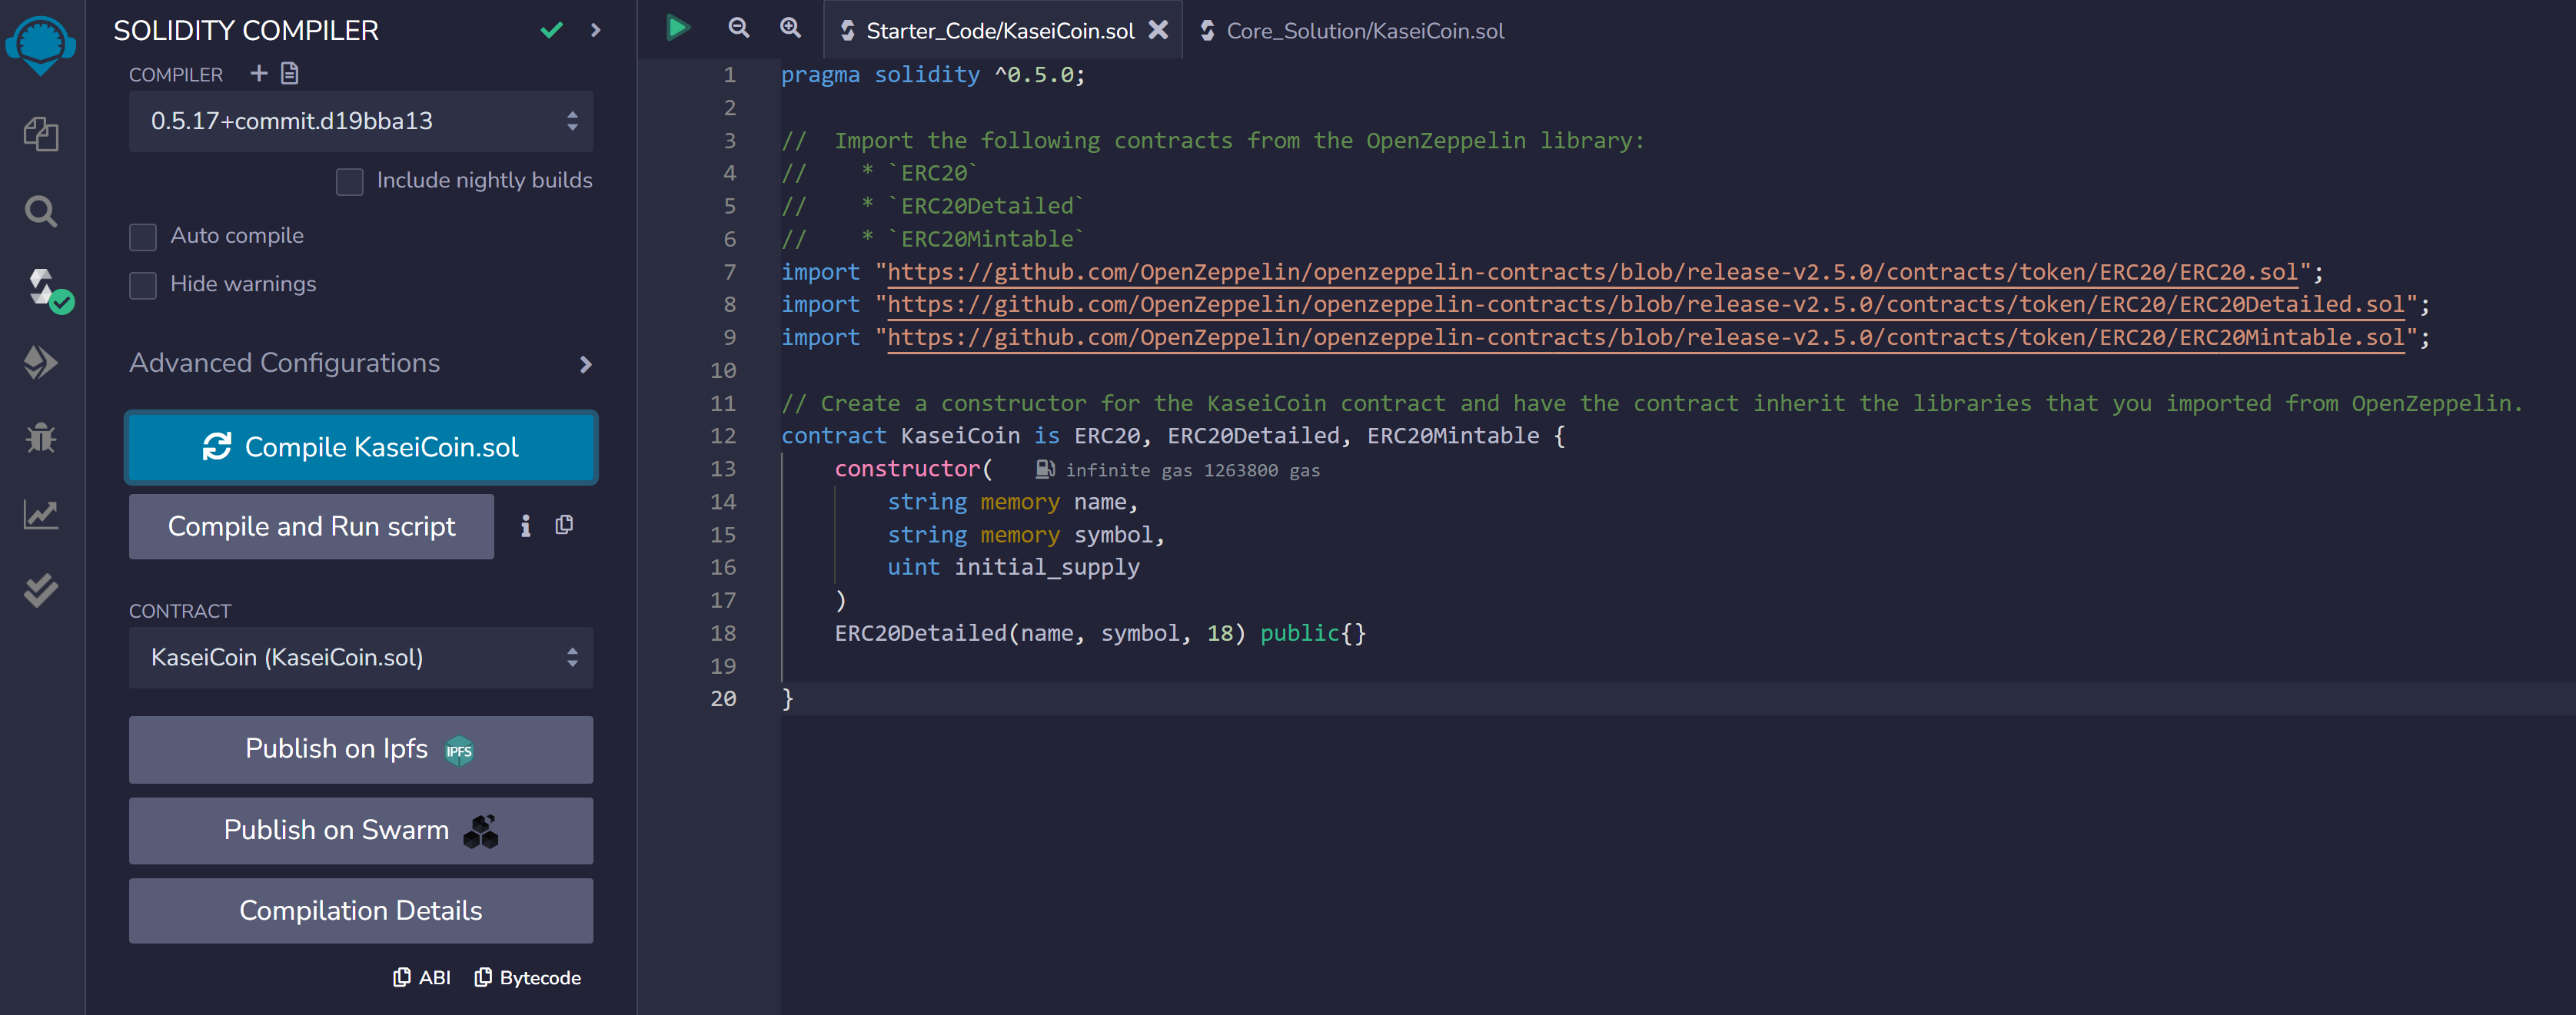 SOLIDITY COMPILER
COMPILER
0.5.17+commit.d19bba13
Include nightly builds
Auto compile
Hide warnings
Advanced Configurations
Compile KaseiCoin.sol
Compile and Run script
CONTRACT
KaseiCoin (KaseiCoin.sol)
Publish on Ipfs IPFS
Publish on Swarm
Compilation Details
ABI Bytecode
Starter_Code/KaseiCoin.sol Core_Solution/KaseiCoin.sol
1 pragma solidity ^0.5.0;
2
3 //  Import the following contracts from the OpenZeppelin library:
4 //    * `ERC20`
5 //    * `ERC20Detailed`
6 //    * `ERC20Mintable`
7 import "https://github.com/OpenZeppelin/openzeppelin-contracts/blob/release-v2.5.0/contracts/token/ERC20/ERC20.sol";
8 import "https://github.com/OpenZeppelin/openzeppelin-contracts/blob/release-v2.5.0/contracts/token/ERC20/ERC20Detailed.sol";
9 import "https://github.com/OpenZeppelin/openzeppelin-contracts/blob/release-v2.5.0/contracts/token/ERC20/ERC20Mintable.sol";
10
11 // Create a constructor for the KaseiCoin contract and have the contract inherit the libraries that you imported from OpenZeppelin.
12 contract KaseiCoin is ERC20, ERC20Detailed, ERC20Mintable {
13     constructor(   infinite gas 1263800 gas
14         string memory name,
15         string memory symbol,
16         uint initial_supply
17     )
18     ERC20Detailed(name, symbol, 18) public{}
19
20 }